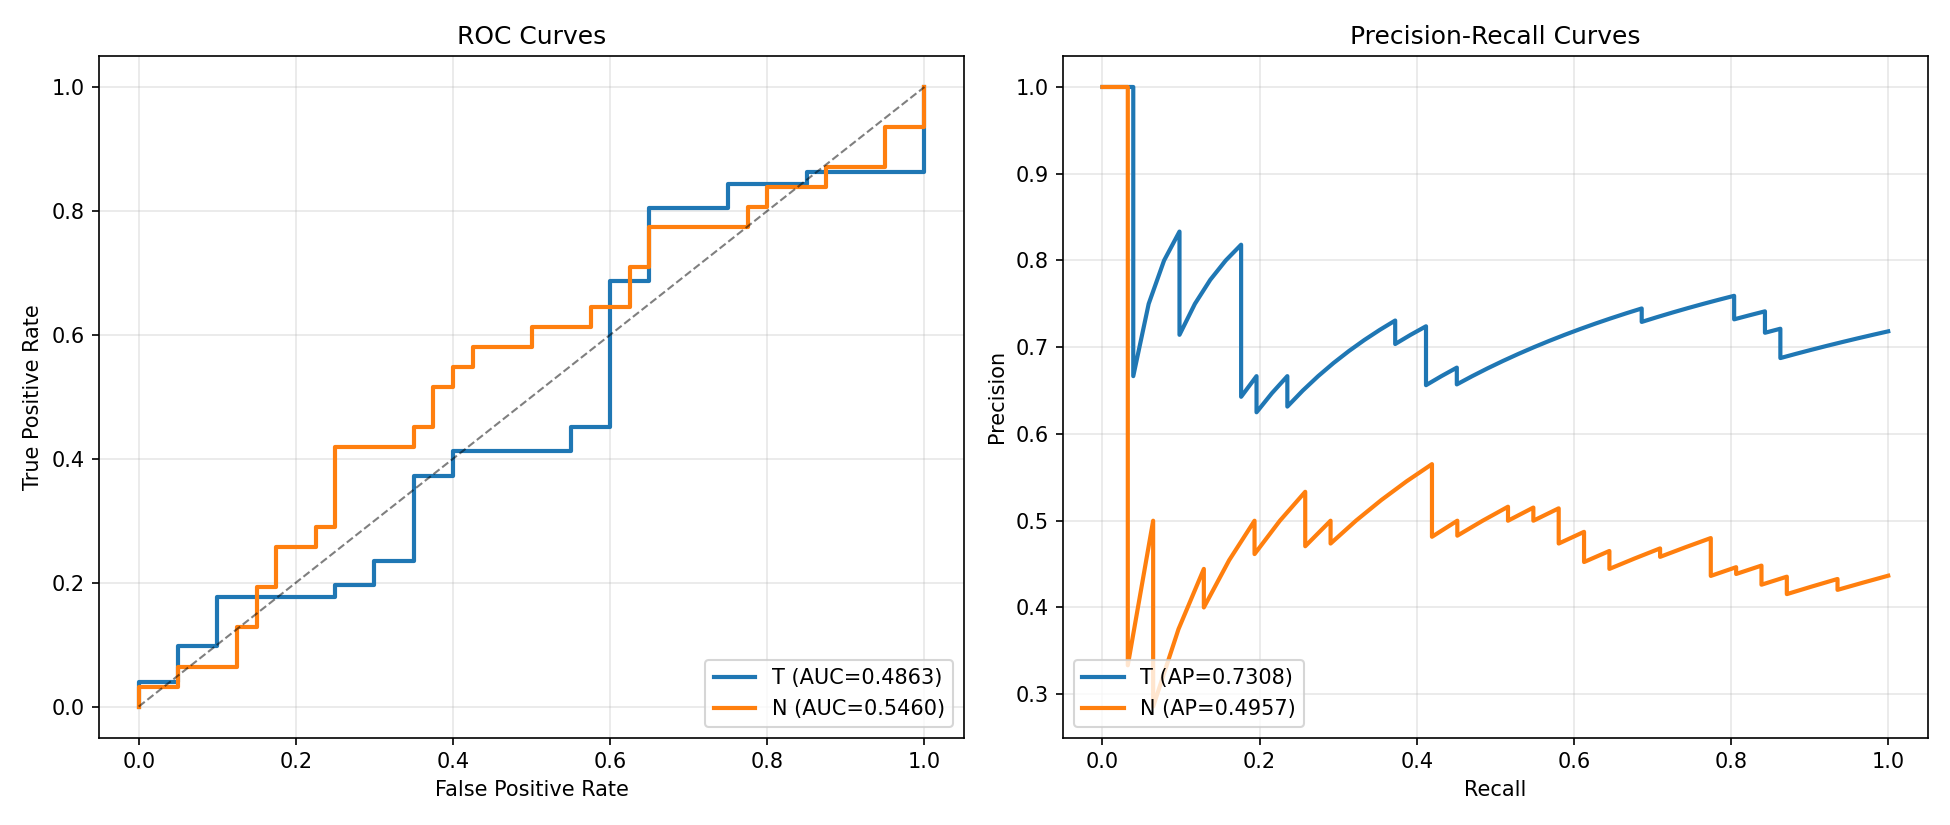 ROC Curves
True Positive Rate
1.0
0.8
0.6
0.4
0.2
0.0
T (AUC=0.4863)
N (AUC=0.5460)
0.0 0.2 0.4 0.6 0.8 1.0
False Positive Rate
Precision-Recall Curves
Precision
1.0
0.9
0.8
0.7
0.6
0.5
0.4
0.3
T (AP=0.7308)
N (AP=0.4957)
0.0 0.2 0.4 0.6 0.8 1.0
Recall